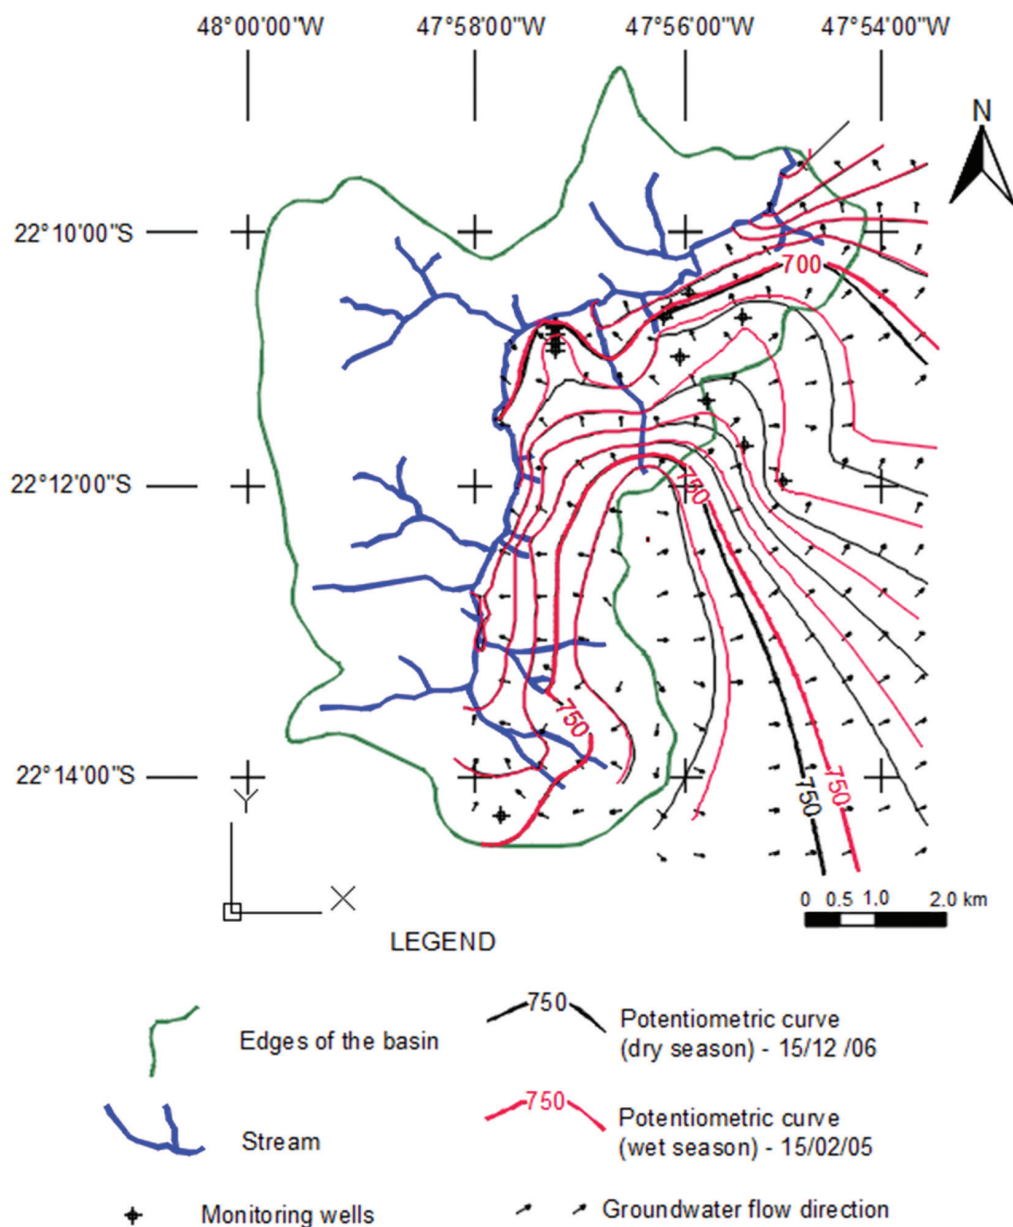 48°00'00"W 47°58'00"W 47°56'00"W 47°54'00"W
N
22°10'00"S
700
22°12'00"S
750
750
22°14'00"S
750
750
Y
X
0 0.5 1.0 2.0 km
LEGEND
750
Edges of the basin
Potentiometric curve
(dry season) - 15/12 /06
750
Stream
Potentiometric curve
(wet season) - 15/02/05
Monitoring wells
Groundwater flow direction